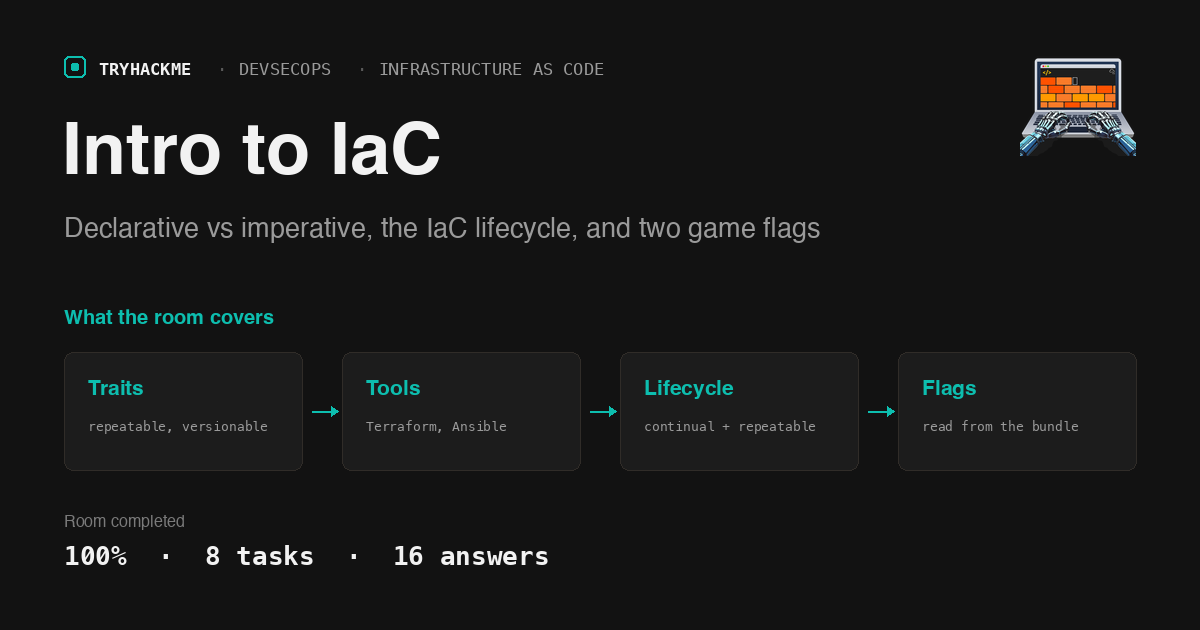 TRYHACKME · DEVSECOPS · INFRASTRUCTURE AS CODE
Intro to IaC
Declarative vs imperative, the IaC lifecycle, and two game flags
What the room covers
Traits
repeatable, versionable
Tools
Terraform, Ansible
Lifecycle
continual + repeatable
Flags
read from the bundle
Room completed
100% · 8 tasks · 16 answers